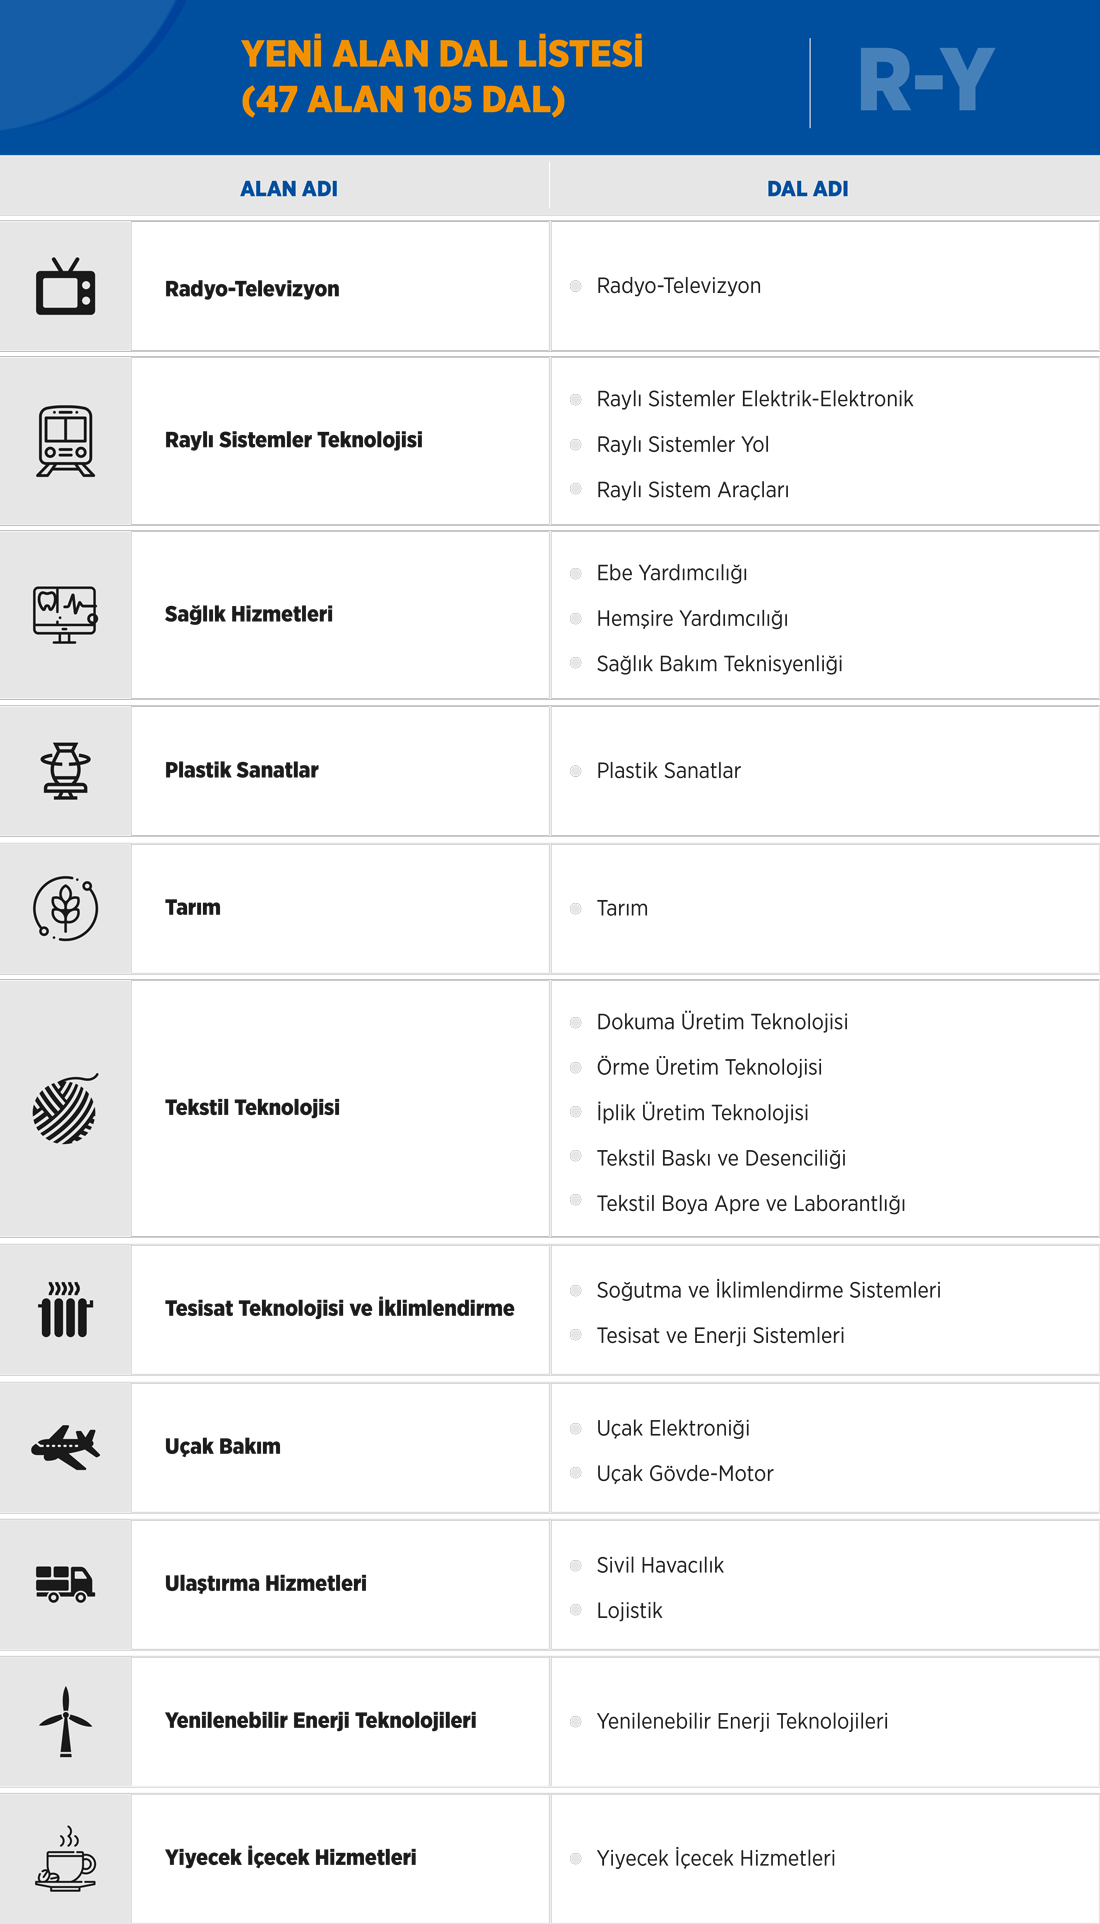 YENİ ALAN DAL LİSTESİ
(47 ALAN 105 DAL)
R-Y
ALAN ADI
DAL ADI
Radyo-Televizyon
Radyo-Televizyon
Raylı Sistemler Teknolojisi
Raylı Sistemler Elektrik-Elektronik
Raylı Sistemler Yol
Raylı Sistem Araçları
Sağlık Hizmetleri
Ebe Yardımcılığı
Hemşire Yardımcılığı
Sağlık Bakım Teknisyenliği
Plastik Sanatlar
Plastik Sanatlar
Tarım
Tarım
Tekstil Teknolojisi
Dokuma Üretim Teknolojisi
Örme Üretim Teknolojisi
İplik Üretim Teknolojisi
Tekstil Baskı ve Desenciliği
Tekstil Boya Apre ve Laborantlığı
Tesisat Teknolojisi ve İklimlendirme
Soğutma ve İklimlendirme Sistemleri
Tesisat ve Enerji Sistemleri
Uçak Bakım
Uçak Elektroniği
Uçak Gövde-Motor
Ulaştırma Hizmetleri
Sivil Havacılık
Lojistik
Yenilenebilir Enerji Teknolojileri
Yenilenebilir Enerji Teknolojileri
Yiyecek İçecek Hizmetleri
Yiyecek İçecek Hizmetleri